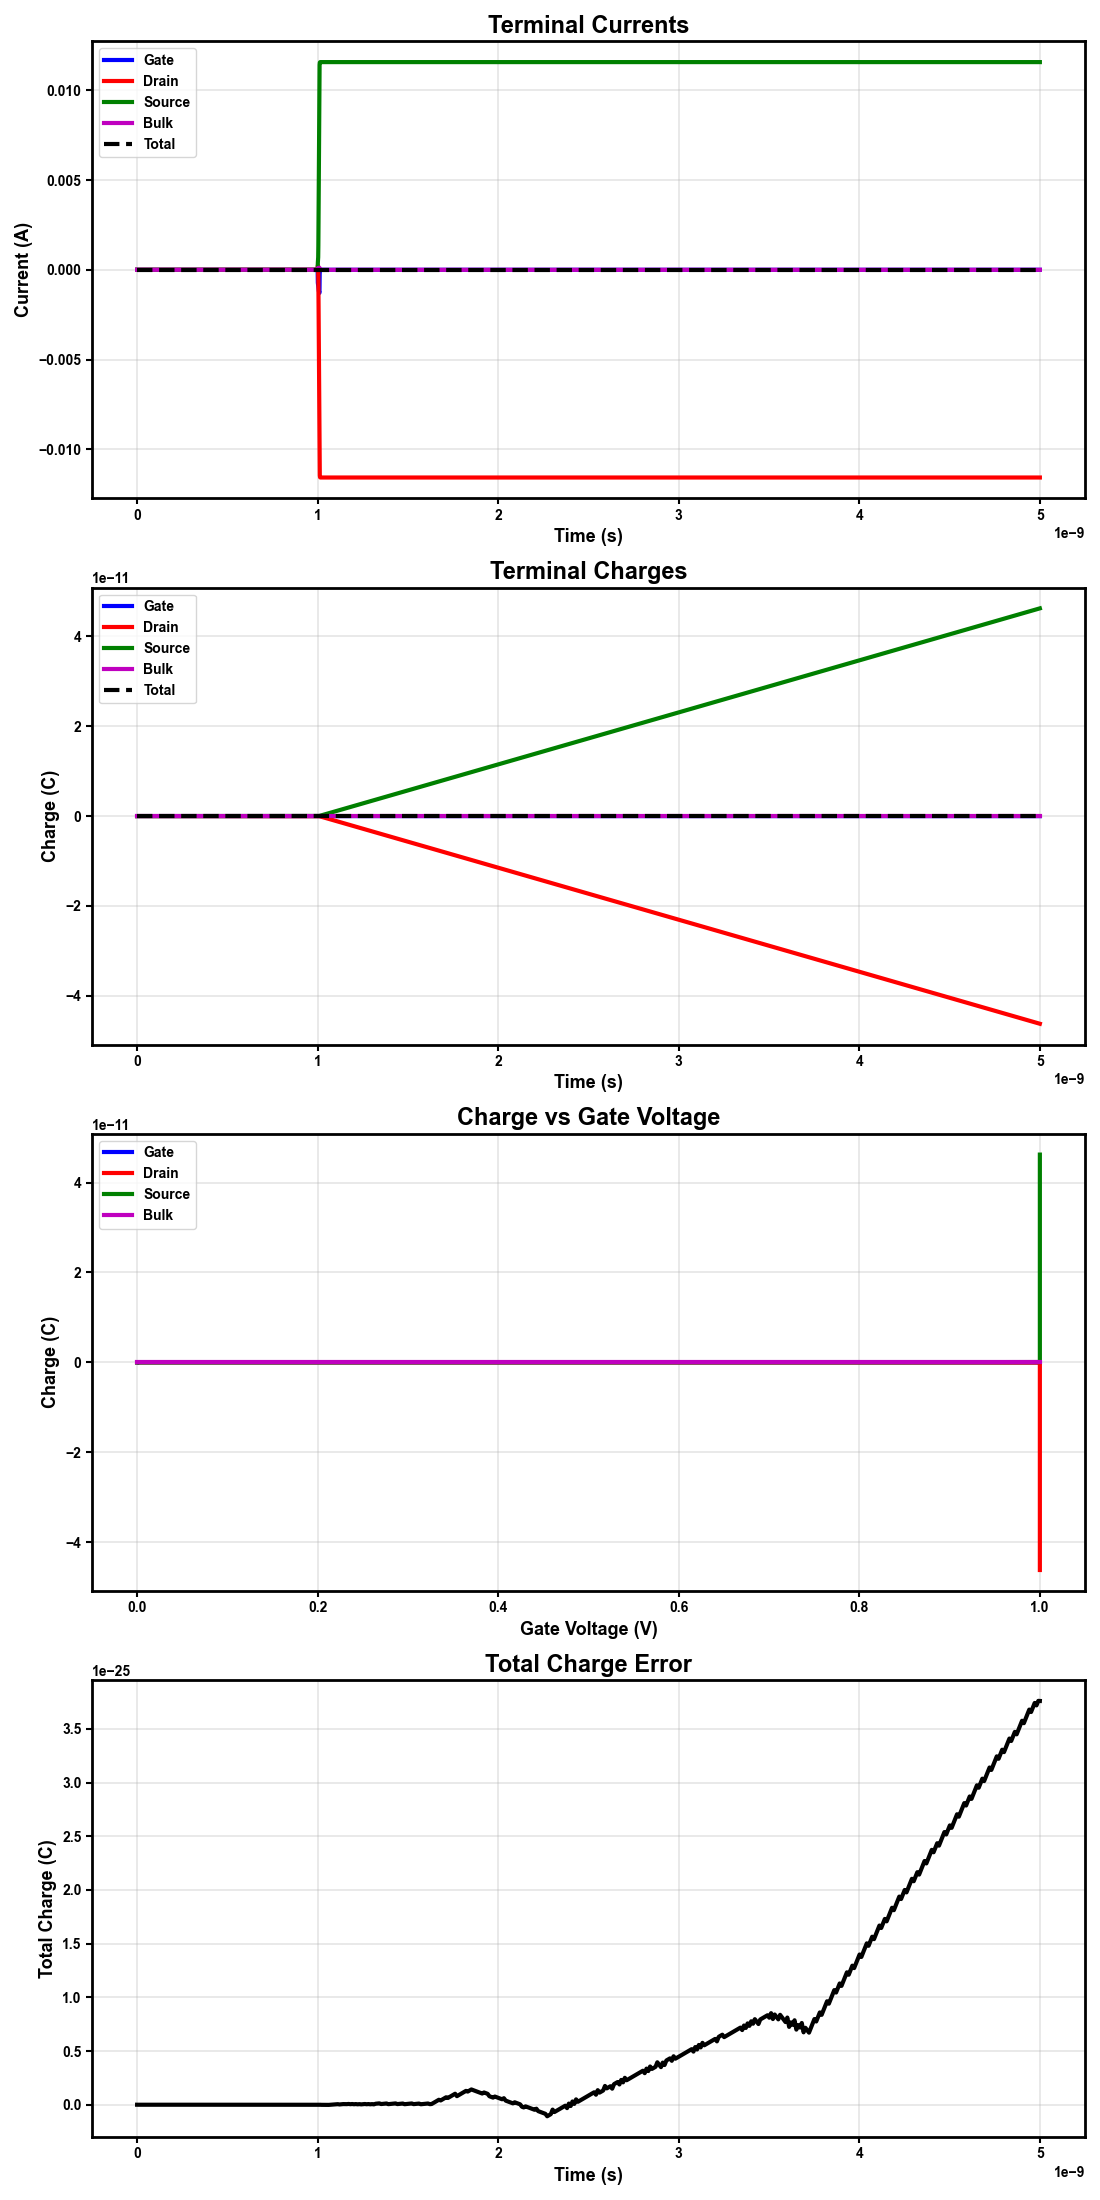 Terminal Currents
Gate
Drain
Source
Bulk
Total
0.010
0.005
0.000
−0.005
−0.010
Current (A)
0 1 2 3 4 5
Time (s)
1e−9
Terminal Charges
1e−11
Gate
Drain
Source
Bulk
Total
4
2
0
−2
−4
Charge (C)
0 1 2 3 4 5
Time (s)
1e−9
Charge vs Gate Voltage
1e−11
Gate
Drain
Source
Bulk
4
2
0
−2
−4
Charge (C)
0.0 0.2 0.4 0.6 0.8 1.0
Gate Voltage (V)
Total Charge Error
1e−25
3.5
3.0
2.5
2.0
1.5
1.0
0.5
0.0
Total Charge (C)
0 1 2 3 4 5
Time (s)
1e−9